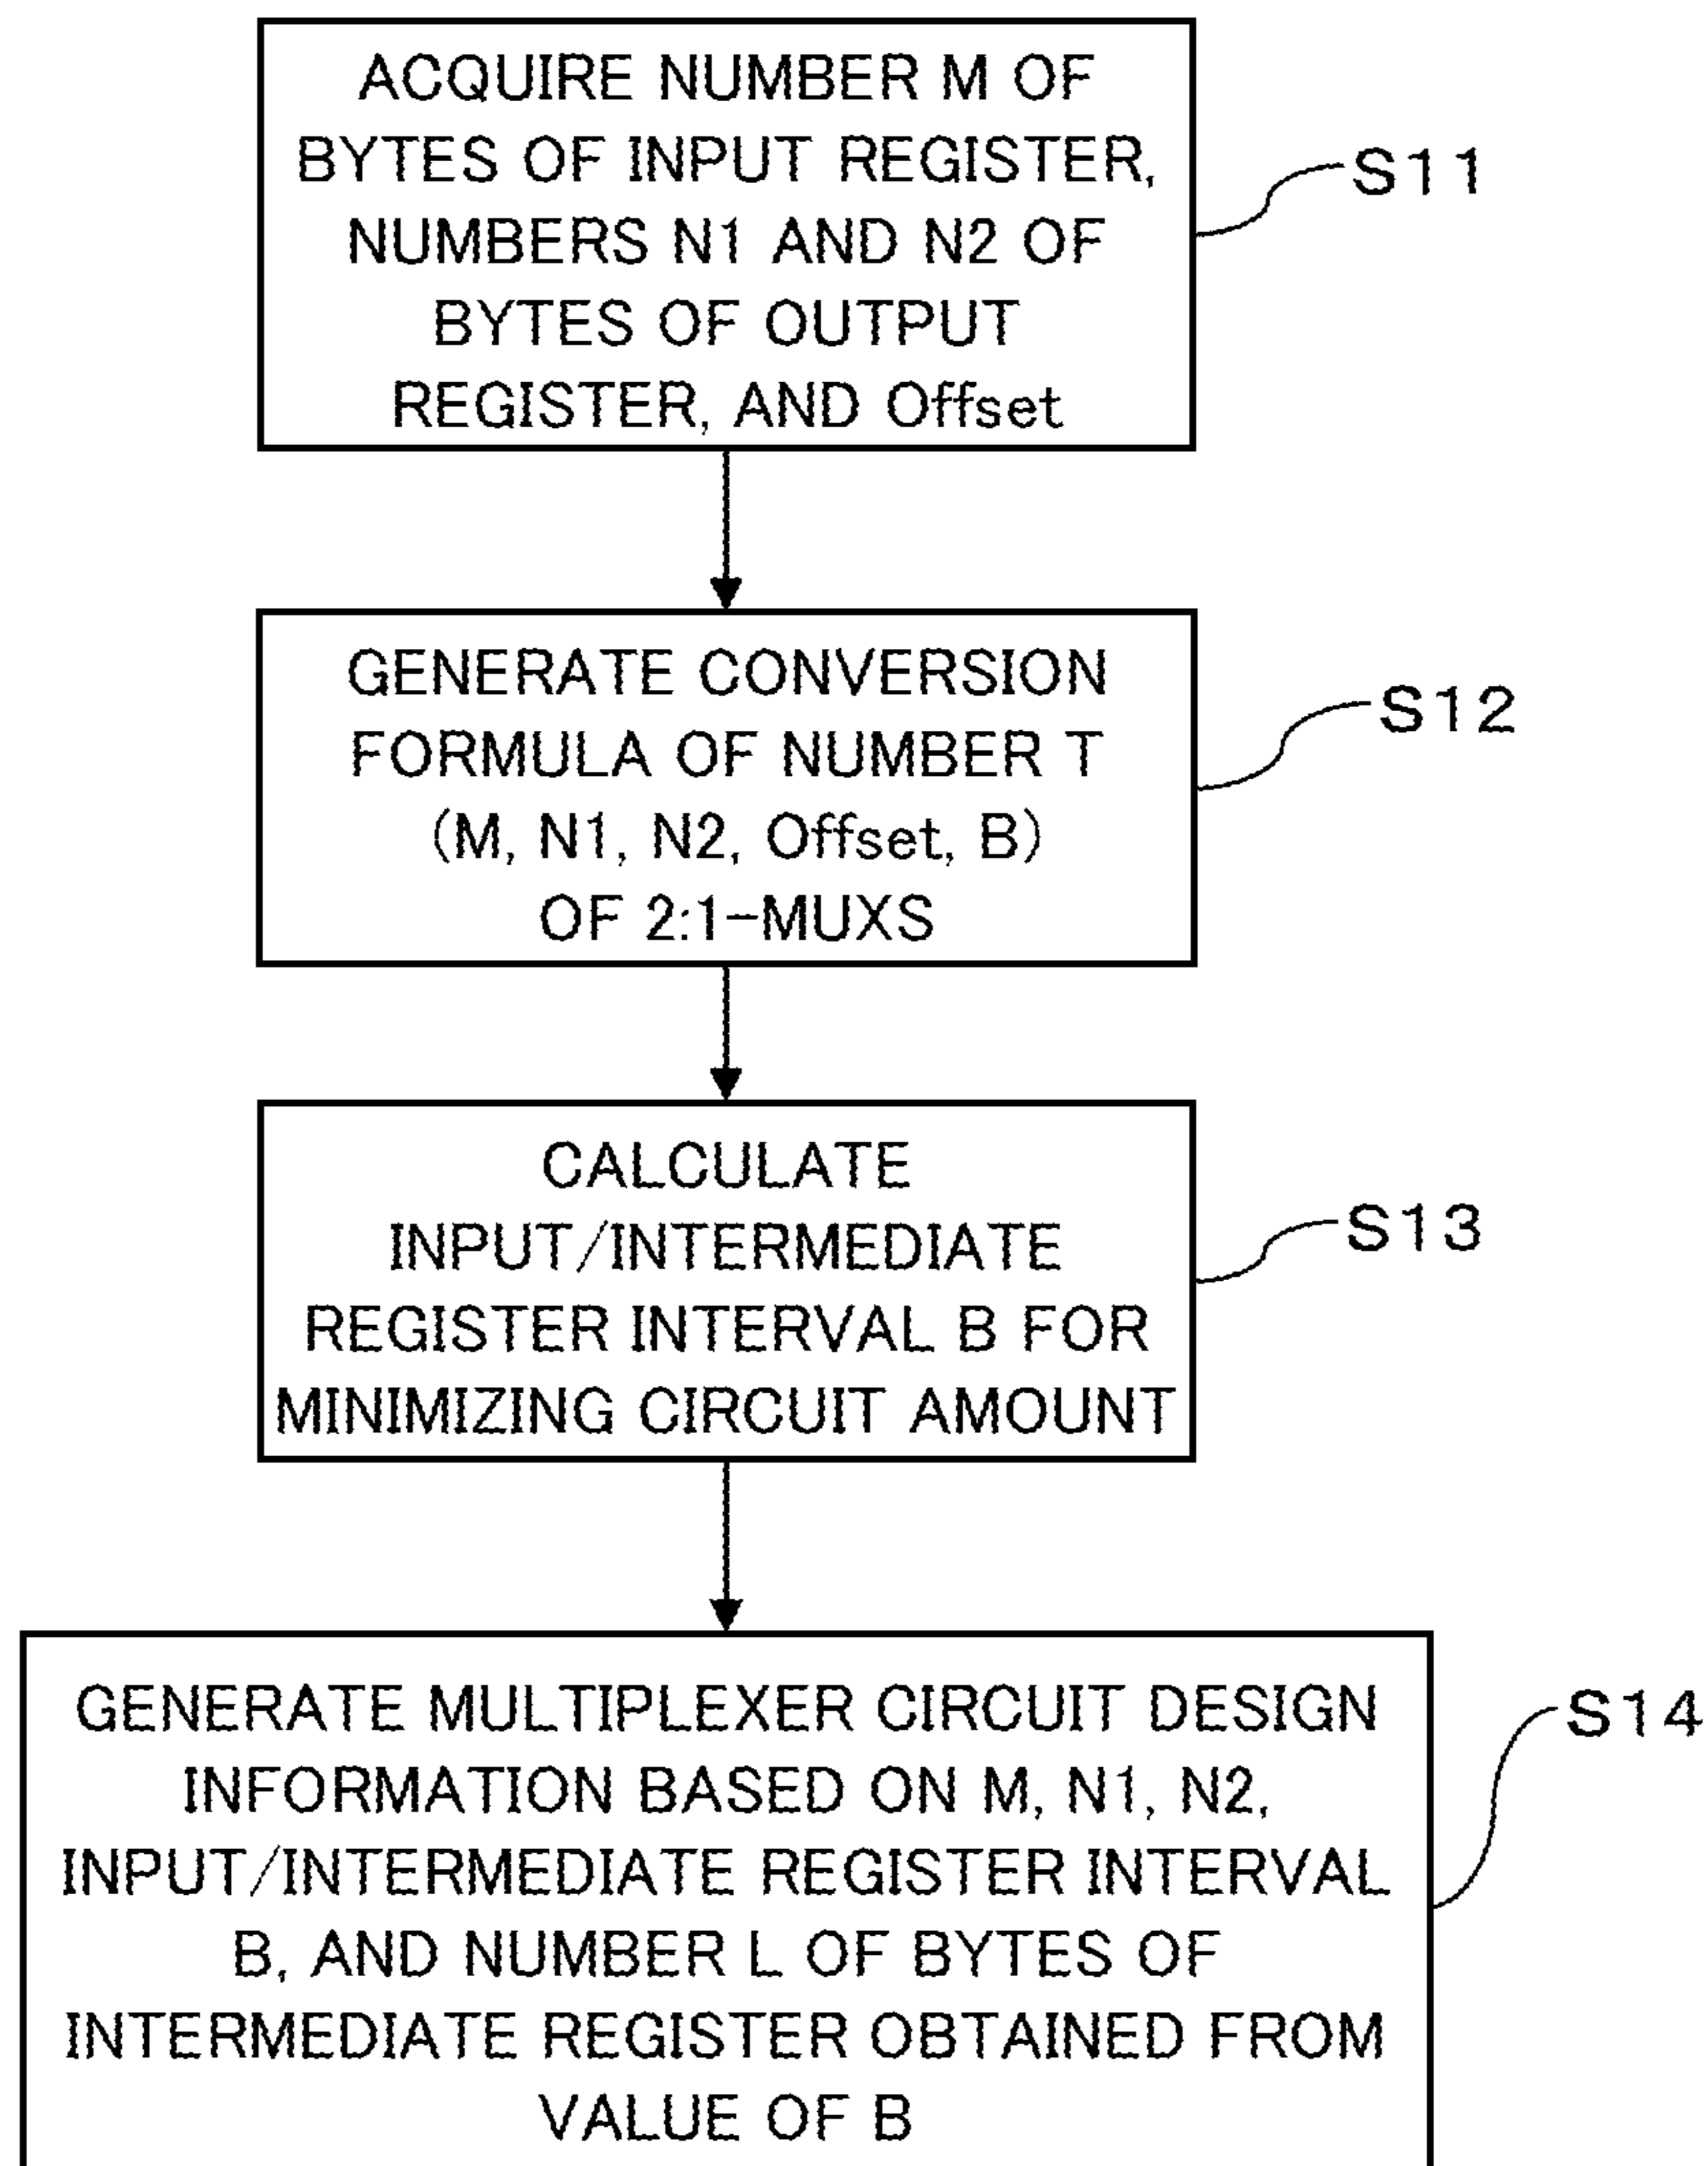 ACQUIRE NUMBER M OF
BYTES OF INPUT REGISTER,
NUMBERS N1 AND N2 OF
BYTES OF OUTPUT
REGISTER, AND Offset
S11
GENERATE CONVERSION
FORMULA OF NUMBER T
(M, N1, N2, Offset, B)
OF 2:1-MUXS
S12
CALCULATE
INPUT/INTERMEDIATE
REGISTER INTERVAL B FOR
MINIMIZING CIRCUIT AMOUNT
S13
GENERATE MULTIPLEXER CIRCUIT DESIGN
INFORMATION BASED ON M, N1, N2,
INPUT/INTERMEDIATE REGISTER INTERVAL
B, AND NUMBER L OF BYTES OF
INTERMEDIATE REGISTER OBTAINED FROM
VALUE OF B
S14